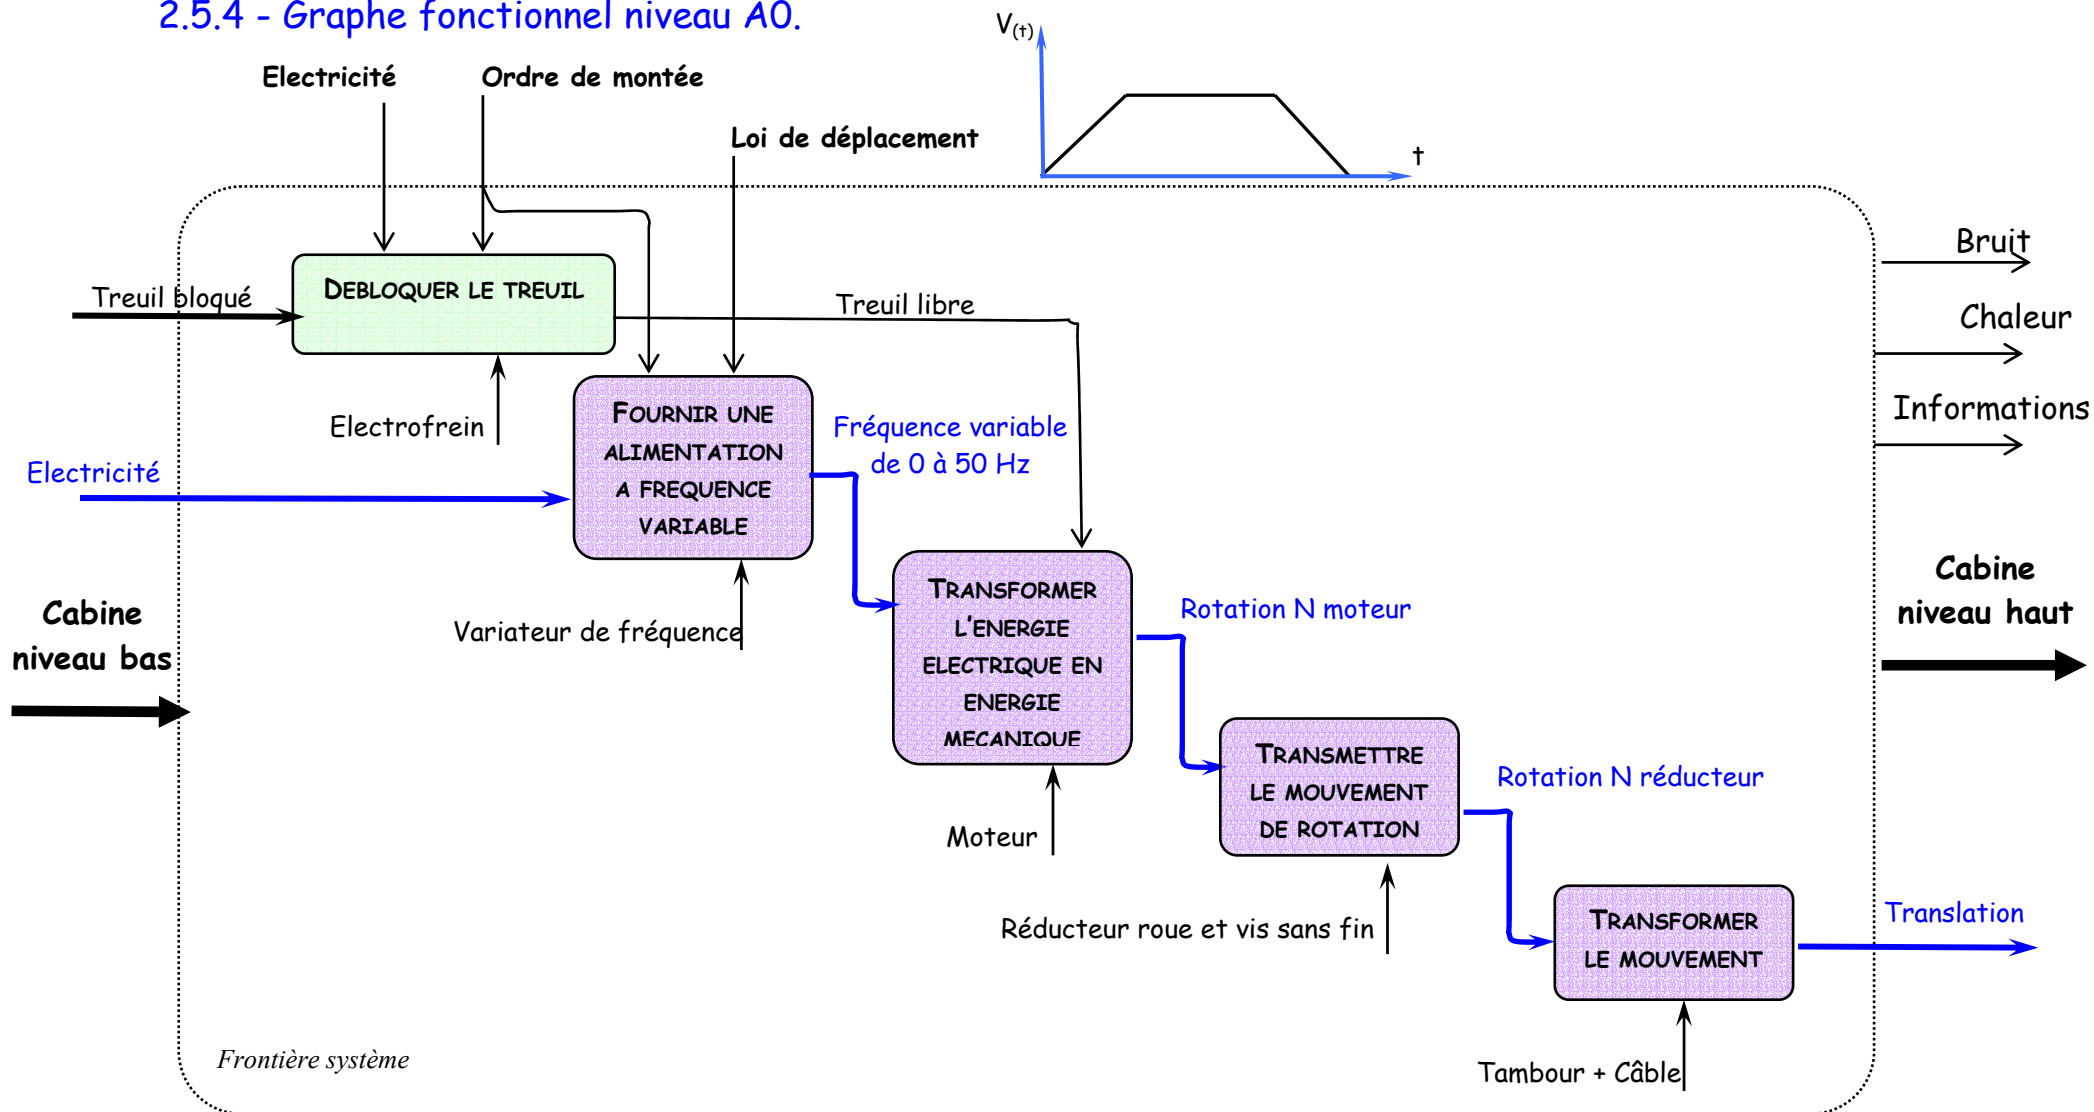 2.5.4 - Graphe fonctionnel niveau A0.
V(t)
Electricité
Ordre de montée
Loi de déplacement
t
Bruit
Treuil bloqué
DEBLOQUER LE TREUIL
Treuil libre
Chaleur
Electrofrein
FOURNIR UNE
ALIMENTATION
A FREQUENCE
VARIABLE
Fréquence variable
de 0 à 50 Hz
Informations
Electricité
Cabine
niveau bas
Variateur de fréquence
TRANSFORMER
L'ENERGIE
ELECTRIQUE EN
ENERGIE
MECANIQUE
Rotation N moteur
Cabine
niveau haut
Moteur
TRANSMETTRE
LE MOUVEMENT
DE ROTATION
Rotation N réducteur
Réducteur roue et vis sans fin
TRANSFORMER
LE MOUVEMENT
Translation
Frontière système
Tambour + Câble